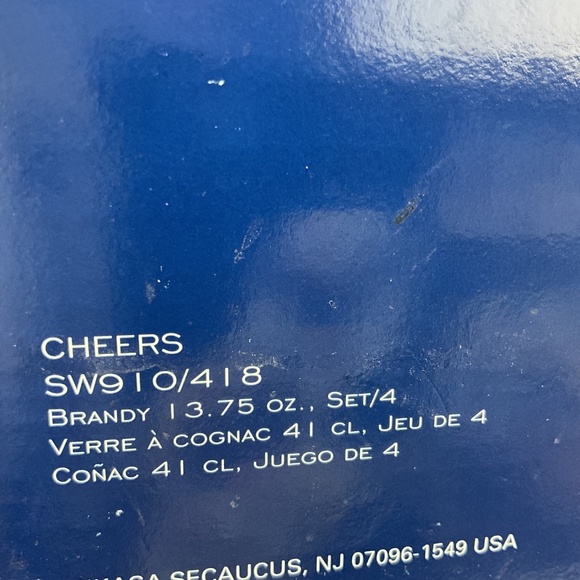 CHEERS
SW910/418
BRANDY 13.75 OZ., SET/4
VERRE À COGNAC 41 CL, JEU DE 4
COÑAC 41 CL, JUEGO DE 4
SECAUCUS, NJ 07096-1549 USA